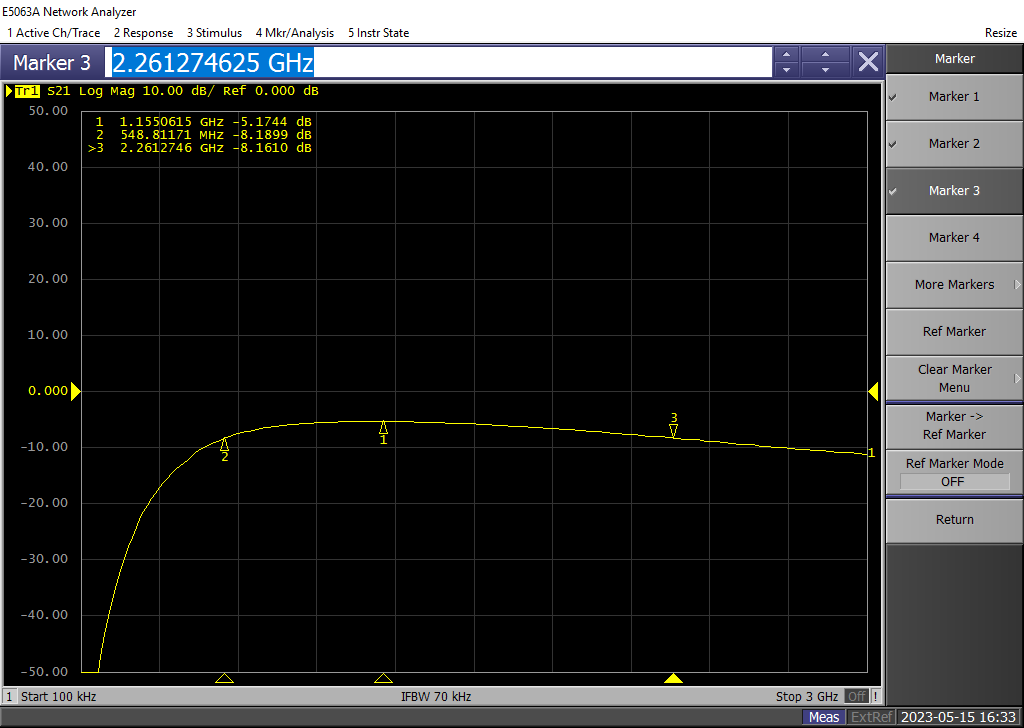 E5063A Network Analyzer
1 Active Ch/Trace 2 Response 3 Stimulus 4 Mkr/Analysis 5 Instr State
Resize
Marker 3 2.261274625 GHz
Marker
Tr1 S21 Log Mag 10.00 dB/ Ref 0.000 dB
50.00
1 1.1550615 GHz -5.1744 dB
2 548.81171 MHz -8.1899 dB
>3 2.2612746 GHz -8.1610 dB
40.00
30.00
20.00
10.00
0.000
-10.00
-20.00
-30.00
-40.00
-50.00
2
1
3
1
1 Start 100 kHz
IFBW 70 kHz
Stop 3 GHz Off !
Marker 1
Marker 2
Marker 3
Marker 4
More Markers
Ref Marker
Clear Marker
Menu
Marker ->
Ref Marker
Ref Marker Mode
OFF
Return
Meas ExtRef 2023-05-15 16:33